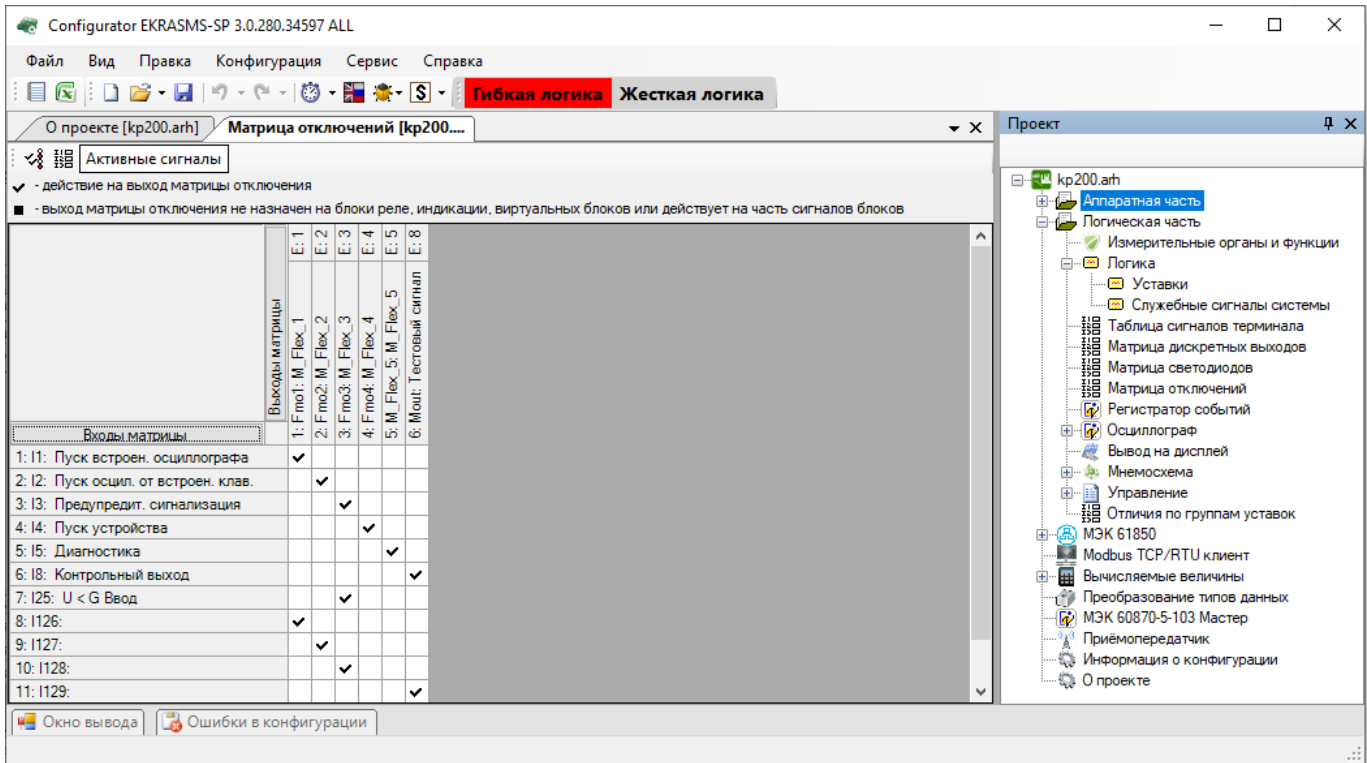 Configurator EKRASMS-SP 3.0.280.34597 ALL
Файл Вид Правка Конфигурация Сервис Справка
Гибкая логика Жесткая логика
О проекте [kp200.arh] Матрица отключений [kp200....
Активные сигналы
- действие на выход матрицы отключения
- выход матрицы отключения не назначен на блоки реле, индикации, виртуальных блоков или действует на часть сигналов блоков
Выходы матрицы
E: 1
E: 2
E: 3
E: 4
E: 5
E: 8
1: Fmo1: M_Flex_1
2: Fmo2: M_Flex_2
3: Fmo3: M_Flex_3
4: Fmo4: M_Flex_4
5: M_Flex_5: M_Flex_5
6: Mout: Тестовый сигнал
Входы матрицы
1: I1: Пуск встроен. осциллографа
2: I2: Пуск осцил. от встроен. клав.
3: I3: Предупредит. сигнализация
4: I4: Пуск устройства
5: I5: Диагностика
6: I8: Контрольный выход
7: I25: U < G Ввод
8: I126:
9: I127:
10: I128:
11: I129:
Окно вывода Ошибки в конфигурации
Проект
kp200.arh
Аппаратная часть
Логическая часть
Измерительные органы и функции
Логика
Уставки
Служебные сигналы системы
Таблица сигналов терминала
Матрица дискретных выходов
Матрица светодиодов
Матрица отключений
Регистратор событий
Осциллограф
Вывод на дисплей
Мнемосхема
Управление
Отличия по группам уставок
МЭК 61850
Modbus TCP/RTU клиент
Вычисляемые величины
Преобразование типов данных
МЭК 60870-5-103 Мастер
Приёмопередатчик
Информация о конфигурации
О проекте